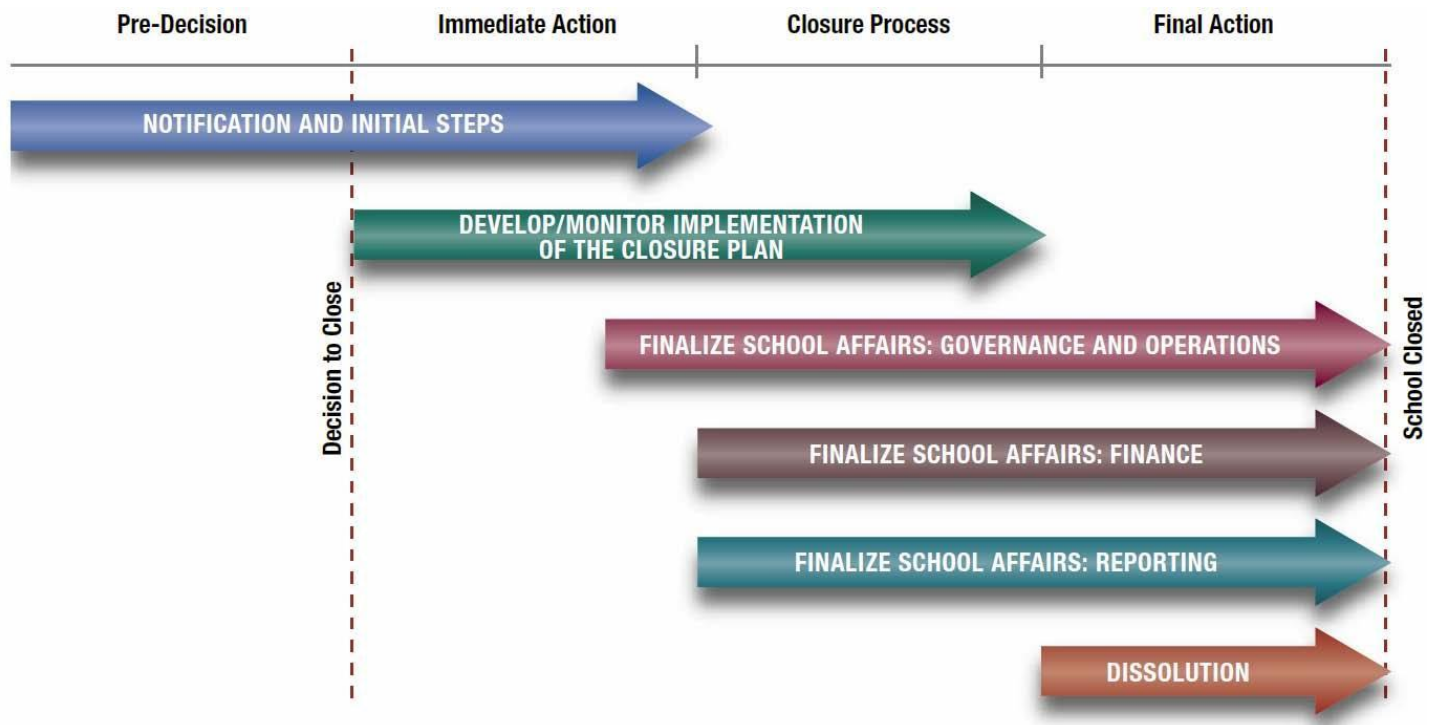 Pre-Decision
Immediate Action
Closure Process
Final Action
NOTIFICATION AND INITIAL STEPS
DEVELOP/MONITOR IMPLEMENTATION
OF THE CLOSURE PLAN
Decision to Close
FINALIZE SCHOOL AFFAIRS: GOVERNANCE AND OPERATIONS
School Closed
FINALIZE SCHOOL AFFAIRS: FINANCE
FINALIZE SCHOOL AFFAIRS: REPORTING
DISSOLUTION